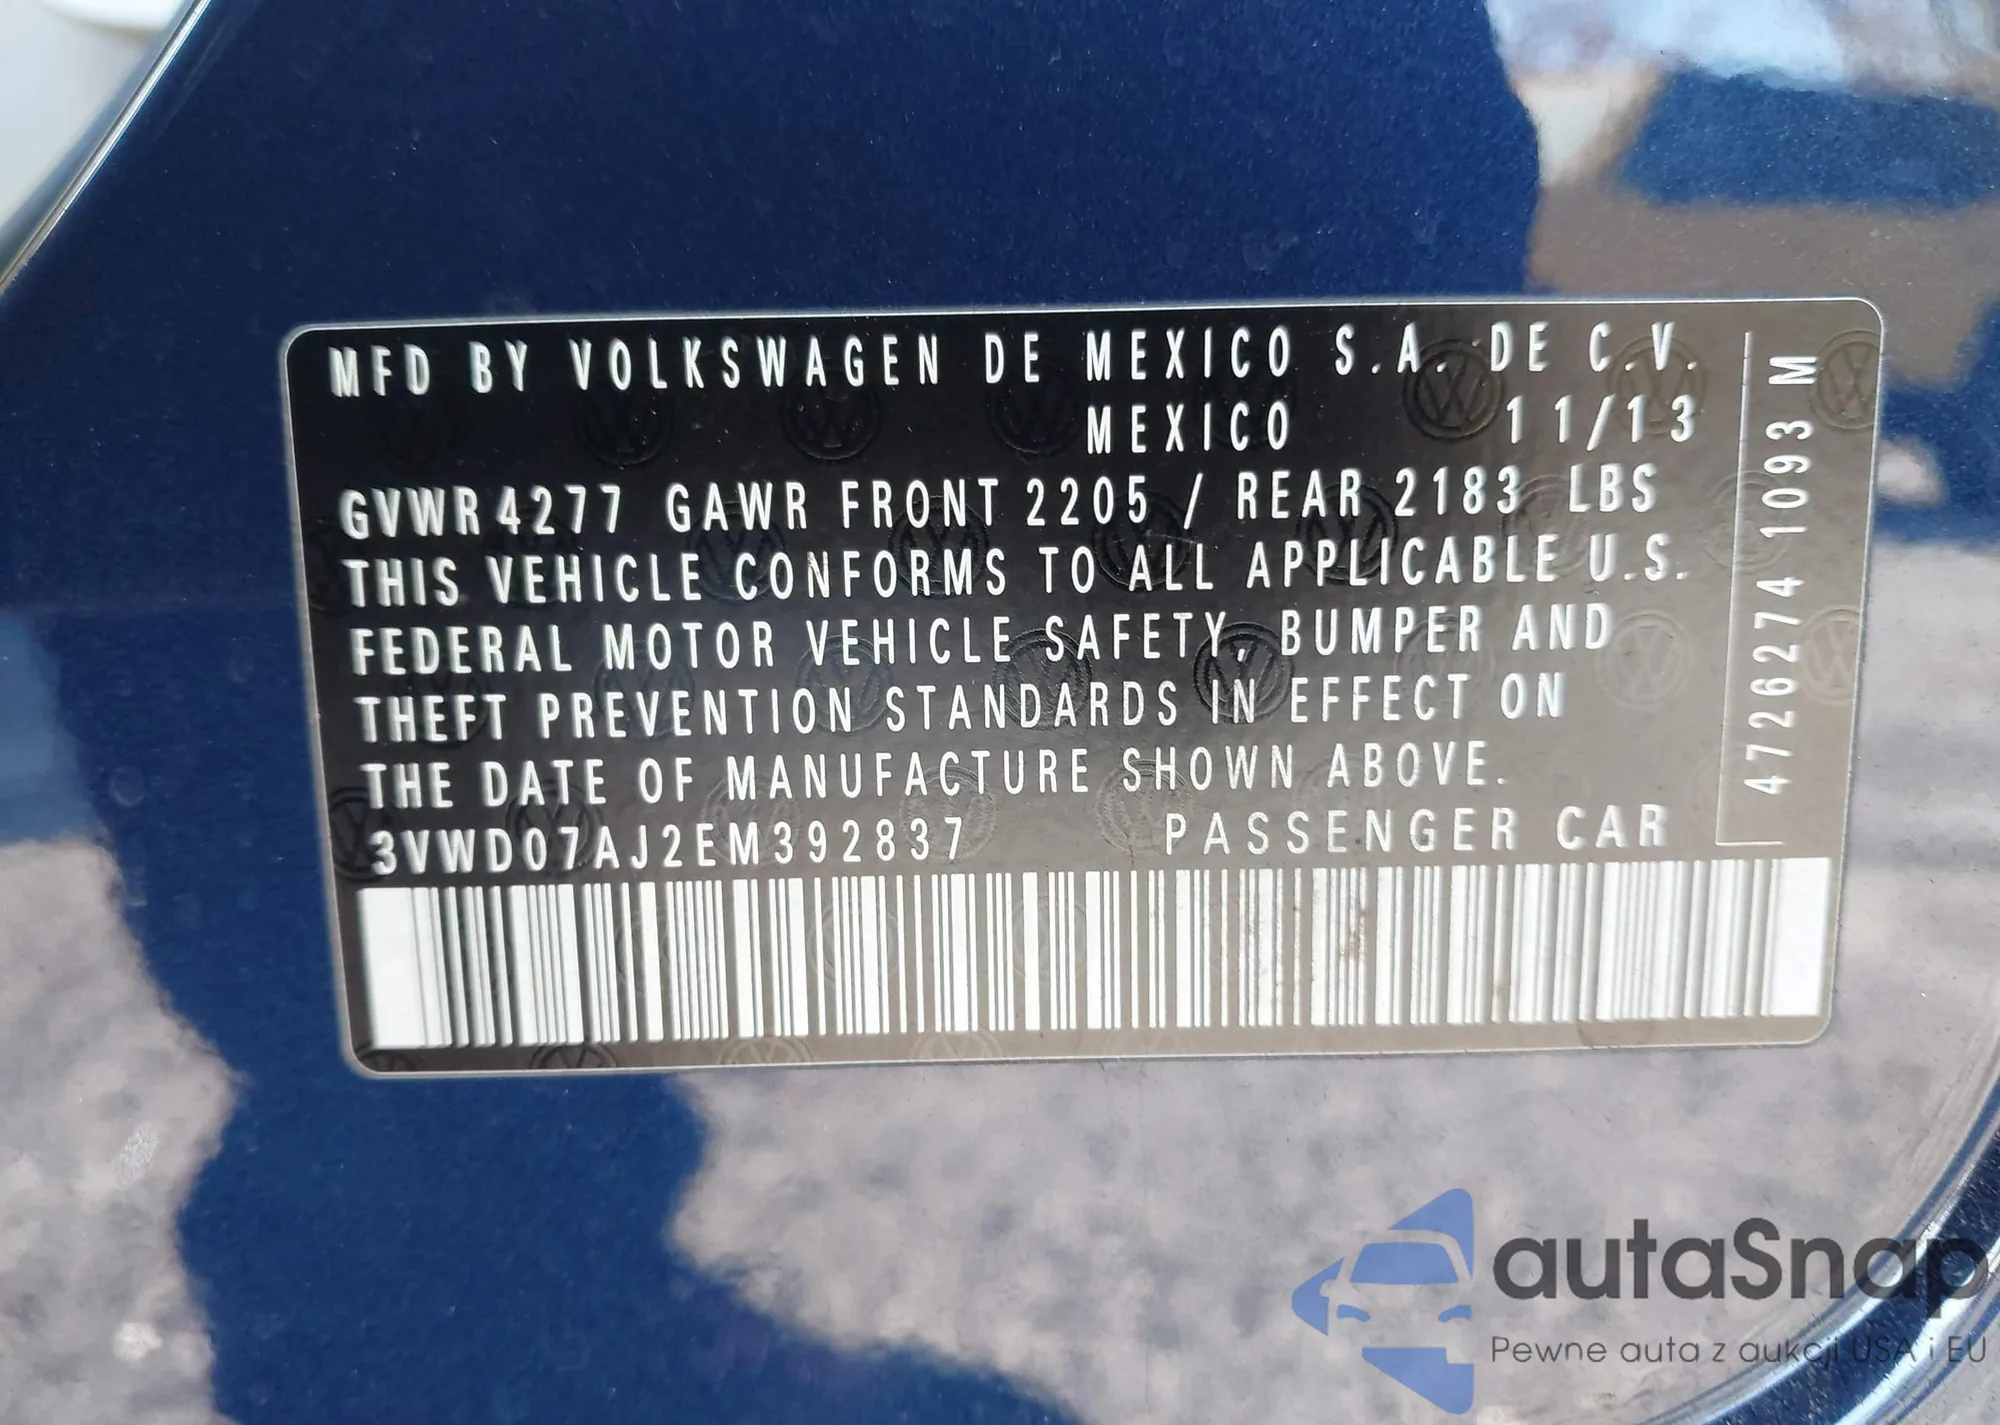 MFD BY VOLKSWAGEN DE MEXICO S.A. DE C.V.
MEXICO 11/13
GVWR 4277 GAWR FRONT 2205 / REAR 2183 LBS
THIS VEHICLE CONFORMS TO ALL APPLICABLE U.S.
FEDERAL MOTOR VEHICLE SAFETY, BUMPER AND
THEFT PREVENTION STANDARDS IN EFFECT ON
THE DATE OF MANUFACTURE SHOWN ABOVE.
3VWD07AJ2EM392837 PASSENGER CAR
47262741093 M
autaSnap
Pewne auta z aukcji USA i EU